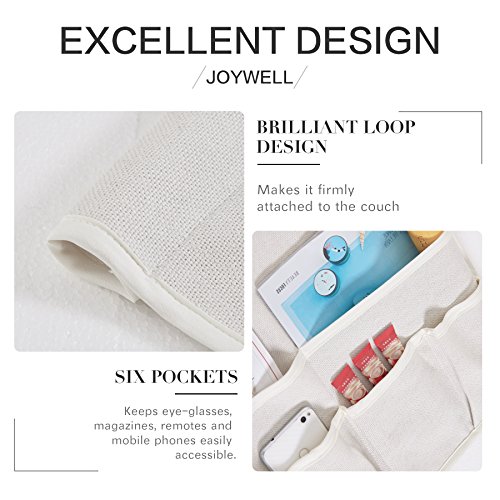 EXCELLENT DESIGN
JOYWELL
BRILLIANT LOOP
DESIGN
Makes it firmly
attached to the couch
SIX POCKETS
Keeps eye-glasses,
magazines, remotes and
mobile phones easily
accessible.